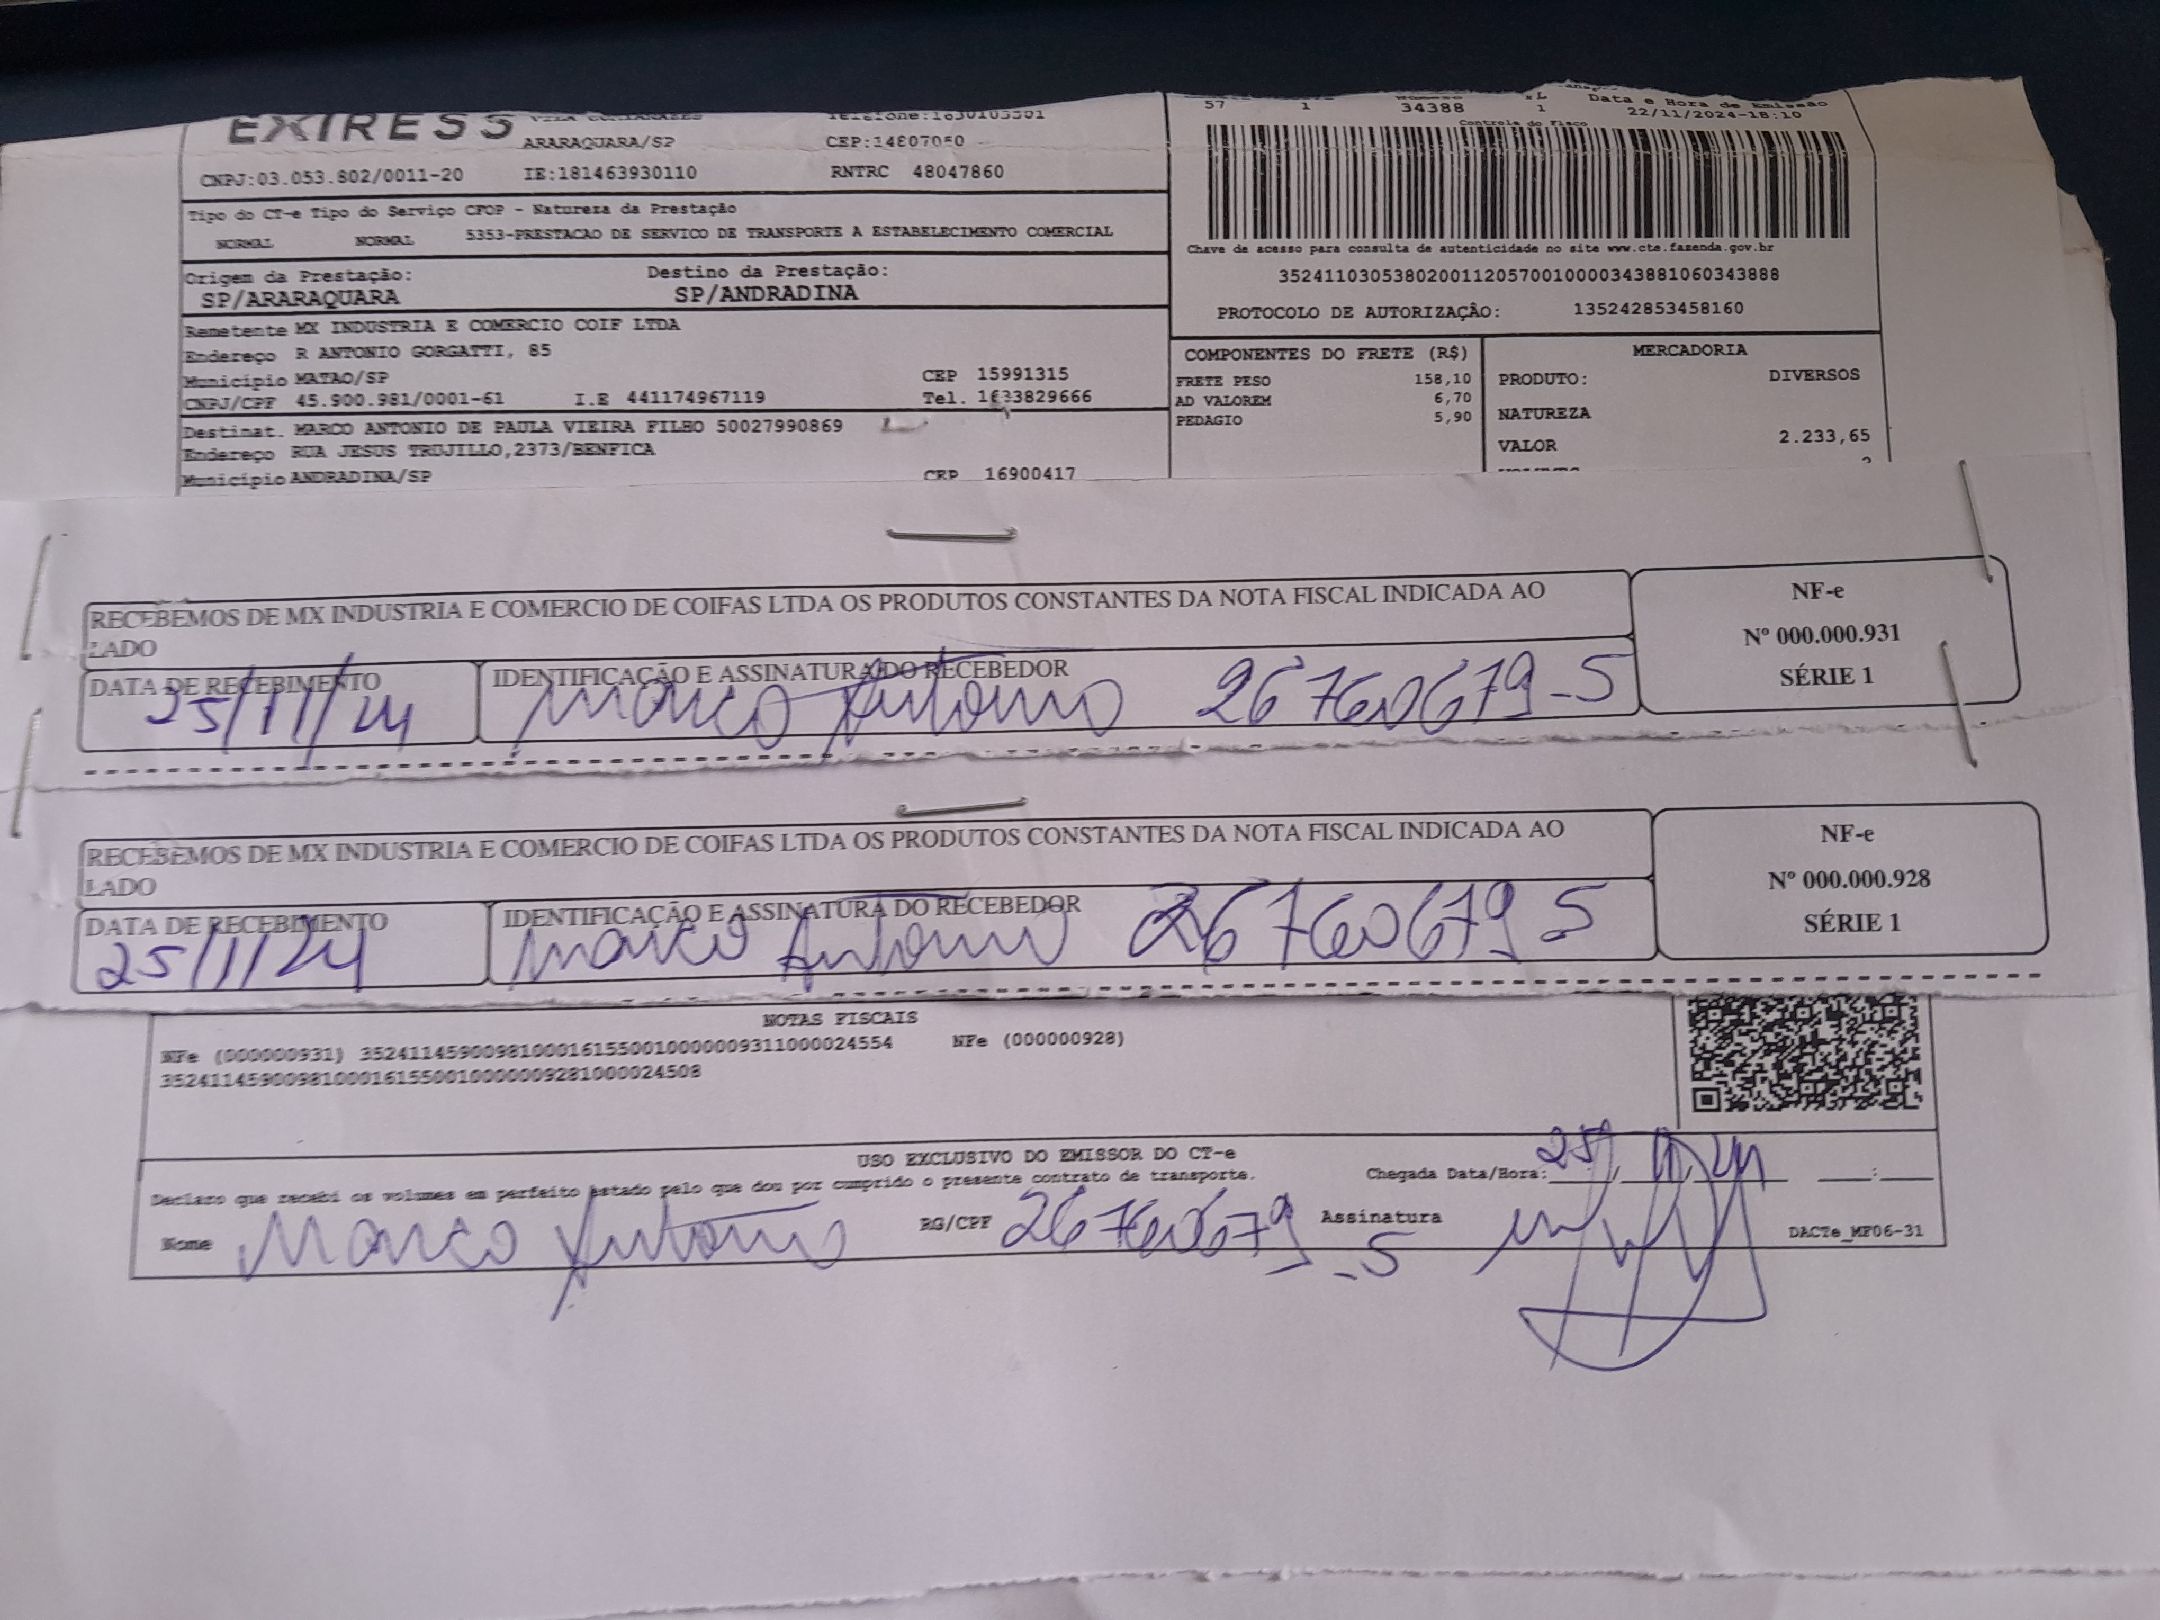 EXPRESS
ARARAQUARA/SP CEP:14807050
CNPJ:03.053.802/0011-20 IE:181463930110 RNTRC 48047860
Tipo do CT-e Tipo do Serviço CFOP - Natureza da Prestação
NORMAL NORMAL 5353-PRESTACAO DE SERVICO DE TRANSPORTE A ESTABELECIMENTO COMERCIAL
Origem da Prestação: Destino da Prestação:
SP/ARARAQUARA SP/ANDRADINA
Remetente MX INDUSTRIA E COMERCIO COIF LTDA
Endereço R ANTONIO GORGATTI, 85
Município MATAO/SP CEP 15991315
CNPJ/CPF 45.900.981/0001-61 I.E 441174967119 Tel. 1633829666
Destinat. MARCO ANTONIO DE PAULA VIEIRA FILHO 50027990869
Endereço RUA JESUS TRUJILLO,2373/BENFICA
Município ANDRADINA/SP CEP 16900417
57 1 34388 1 Data e Hora de Emissão
22/11/2024-18:10
Controle do Fisco
Chave de acesso para consulta de autenticidade no site www.cte.fazenda.gov.br
35241103053802001120570010000343881060343888
PROTOCOLO DE AUTORIZAÇÃO: 135242853458160
COMPONENTES DO FRETE (R$)
FRETE PESO 158,10
AD VALOREM 6,70
PEDAGIO 5,90
MERCADORIA
PRODUTO: DIVERSOS
NATUREZA
VALOR 2.233,65
RECEBEMOS DE MX INDUSTRIA E COMERCIO DE COIFAS LTDA OS PRODUTOS CONSTANTES DA NOTA FISCAL INDICADA AO
LADO
DATA DE RECEBIMENTO IDENTIFICAÇÃO E ASSINATURA DO RECEBEDOR
25/11/24 Marco Antonio 26760679-5
NF-e
Nº 000.000.931
SÉRIE 1
RECEBEMOS DE MX INDUSTRIA E COMERCIO DE COIFAS LTDA OS PRODUTOS CONSTANTES DA NOTA FISCAL INDICADA AO
LADO
DATA DE RECEBIMENTO IDENTIFICAÇÃO E ASSINATURA DO RECEBEDOR
25/11/24 Marco Antonio 26760679 5
NF-e
Nº 000.000.928
SÉRIE 1
NOTAS FISCAIS
NFe (000000931) 35241145900981000161550010000009311000024554 NFe (000000928)
35241145900981000161550010000009281000024508
USO EXCLUSIVO DO EMISSOR DO CT-e
Declaro que recebi os volumes em perfeito estado pelo que dou por cumprido o presente contrato de transporte.
Chegada Data/Hora: 25/11/24 :
Nome Marco Antonio RG/CPF 26760679-5 Assinatura
DACTe_MF06-31